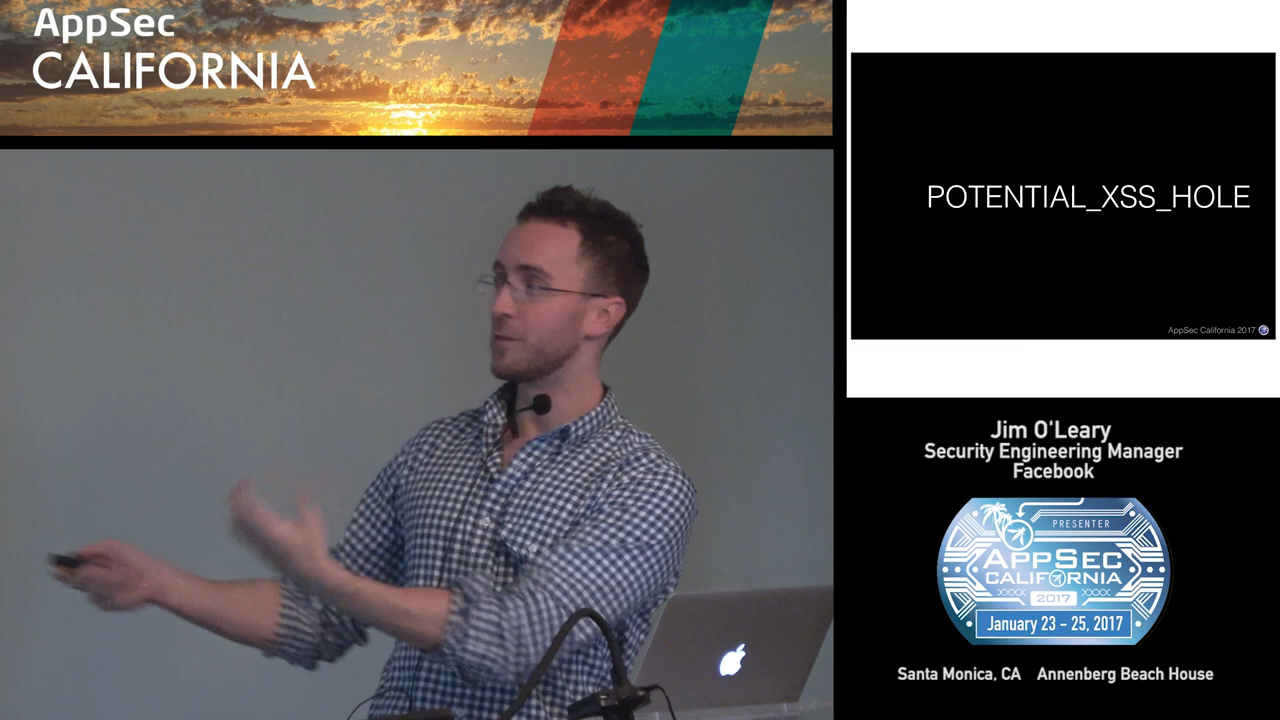 AppSec
CALIFORNIA
POTENTIAL_XSS_HOLE
AppSec California 2017
Jim O'Leary
Security Engineering Manager
Facebook
PRESENTER
APPSEC
CALIFORNIA
2017
January 23 - 25, 2017
Santa Monica, CA Annenberg Beach House